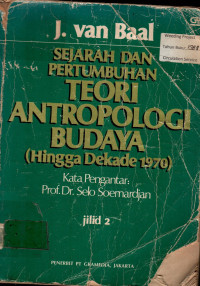 J. van Baal
SEJARAH DAN
PERTUMBUHAN
TEORI
ANTROPOLOGI
BUDAYA
(Hingga Dekade 1970)
Kata Pengantar:
Prof. Dr. Selo Soemardjan
jilid 2
PENERBIT PT GRAMEDIA, JAKARTA